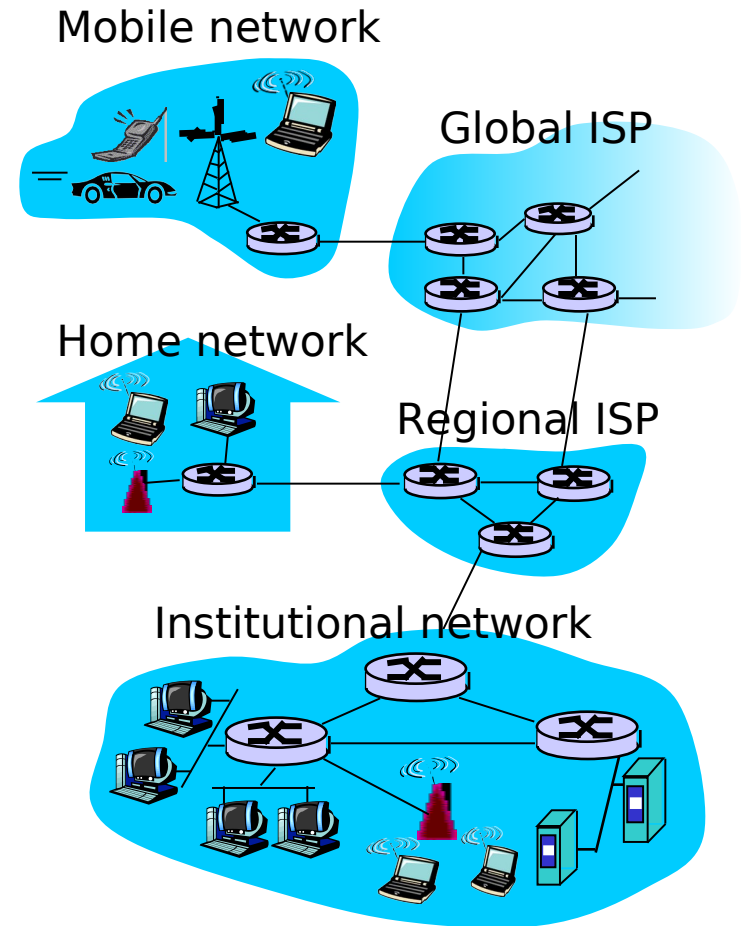 Mobile network
Global ISP
Home network
Regional ISP
Institutional network